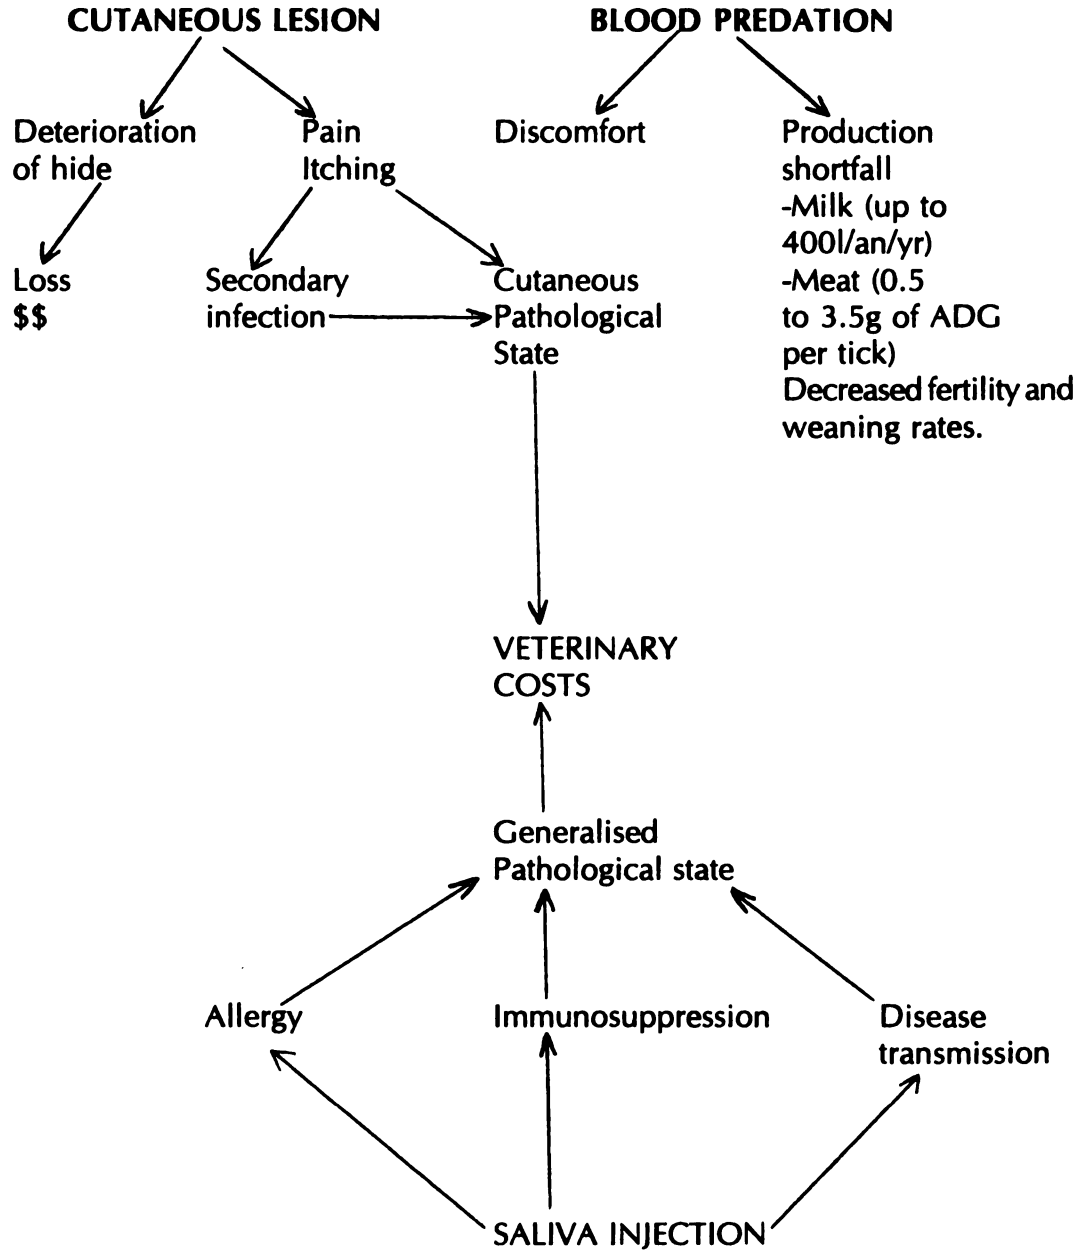 CUTANEOUS LESION
BLOOD PREDATION
Deterioration
of hide
Pain
Itching
Discomfort
Production
shortfall
-Milk (up to
400l/an/yr)
-Meat (0.5
to 3.5g of ADG
per tick)
Decreased fertility and
weaning rates.
Loss
$$
Secondary
infection
Cutaneous
Pathological
State
VETERINARY
COSTS
Generalised
Pathological state
Allergy
Immunosuppression
Disease
transmission
SALIVA INJECTION